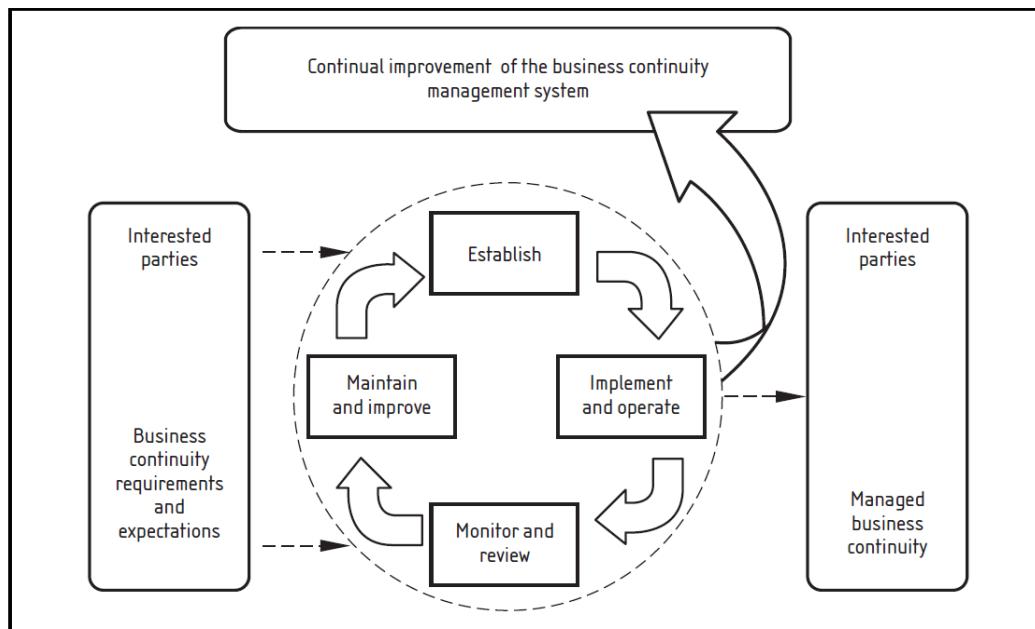 Continual improvement of the business continuity
management system
Interested
parties
Business
continuity
requirements
and
expectations
Establish
Implement
and operate
Monitor and
review
Maintain
and improve
Interested
parties
Managed
business
continuity